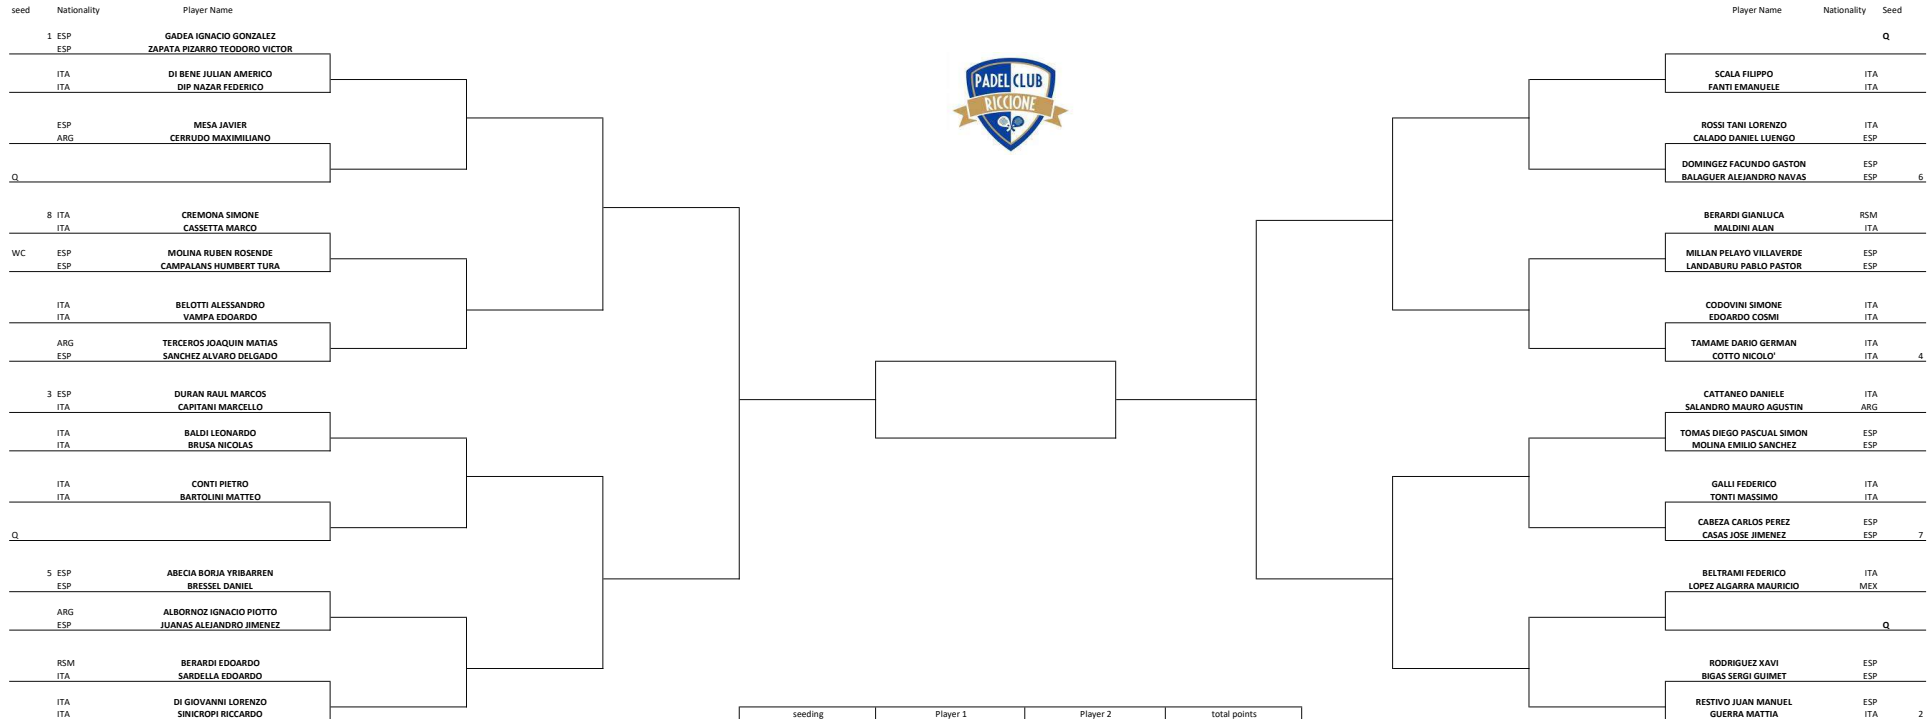 seed Nationality Player Name
1 ESP GADEA IGNACIO GONZALEZ
ESP ZAPATA PIZARRO TEODORO VICTOR
ITA DI BENE JULIAN AMERICO
ITA DIP NAZAR FEDERICO
ESP MESA JAVIER
ARG CERRUDO MAXIMILIANO
Q
8 ITA CREMONA SIMONE
ITA CASSETTA MARCO
WC ESP MOLINA RUBEN ROSENDE
ESP CAMPALANS HUMBERT TURA
ITA BELOTTI ALESSANDRO
ITA VAMPA EDOARDO
ARG TERCEROS JOAQUIN MATIAS
ESP SANCHEZ ALVARO DELGADO
3 ESP DURAN RAUL MARCOS
ITA CAPITANI MARCELLO
ITA BALDI LEONARDO
ITA BRUSA NICOLAS
ITA CONTI PIETRO
ITA BARTOLINI MATTEO
Q
5 ESP ABECIA BORJA YRIBARREN
ESP BRESSEL DANIEL
ARG ALBORNOZ IGNACIO PIOTTO
ESP JUANAS ALEJANDRO JIMENEZ
RSM BERARDI EDOARDO
ITA SARDELLA EDOARDO
ITA DI GIOVANNI LORENZO
ITA SINICROPI RICCARDO
PADEL CLUB
RICCIONE
seeding Player 1 Player 2 total points
Player Name Nationality Seed
Q
SCALA FILIPPO ITA
FANTI EMANUELE ITA
ROSSI TANI LORENZO ITA
CALADO DANIEL LUENGO ESP
DOMINGEZ FACUNDO GASTON ESP
BALAGUER ALEJANDRO NAVAS ESP 6
BERARDI GIANLUCA RSM
MALDINI ALAN ITA
MILLAN PELAYO VILLAVERDE ESP
LANDABURU PABLO PASTOR ESP
CODOVINI SIMONE ITA
EDOARDO COSMI ITA
TAMAME DARIO GERMAN ITA
COTTO NICOLO' ITA 4
CATTANEO DANIELE ITA
SALANDRO MAURO AGUSTIN ARG
TOMAS DIEGO PASCUAL SIMON ESP
MOLINA EMILIO SANCHEZ ESP
GALLI FEDERICO ITA
TONTI MASSIMO ITA
CABEZA CARLOS PEREZ ESP
CASAS JOSE JIMENEZ ESP 7
BELTRAMI FEDERICO ITA
LOPEZ ALGARRA MAURICIO MEX
Q
RODRIGUEZ XAVI ESP
BIGAS SERGI GUIMET ESP
RESTIVO JUAN MANUEL ESP
GUERRA MATTIA ITA 2